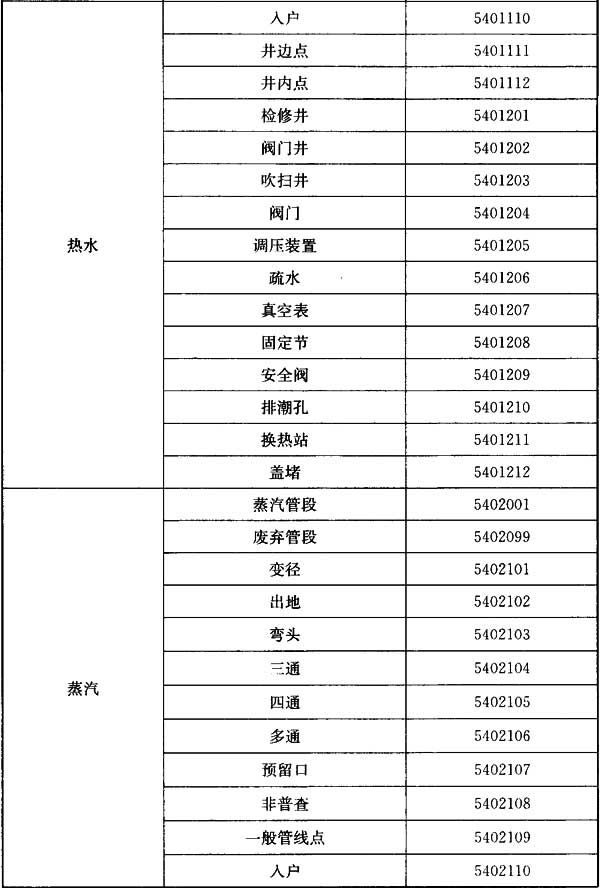 入户 5401110
井边点 5401111
井内点 5401112
检修井 5401201
阀门井 5401202
吹扫井 5401203
阀门 5401204
热水 调压装置 5401205
疏水 5401206
真空表 5401207
固定节 5401208
安全阀 5401209
排潮孔 5401210
换热站 5401211
盖堵 5401212
蒸汽管段 5402001
废弃管段 5402099
变径 5402101
出地 5402102
弯头 5402103
三通 5402104
蒸汽
四通 5402105
多通 5402106
预留口 5402107
非普查 5402108
一般管线点 5402109
入户 5402110